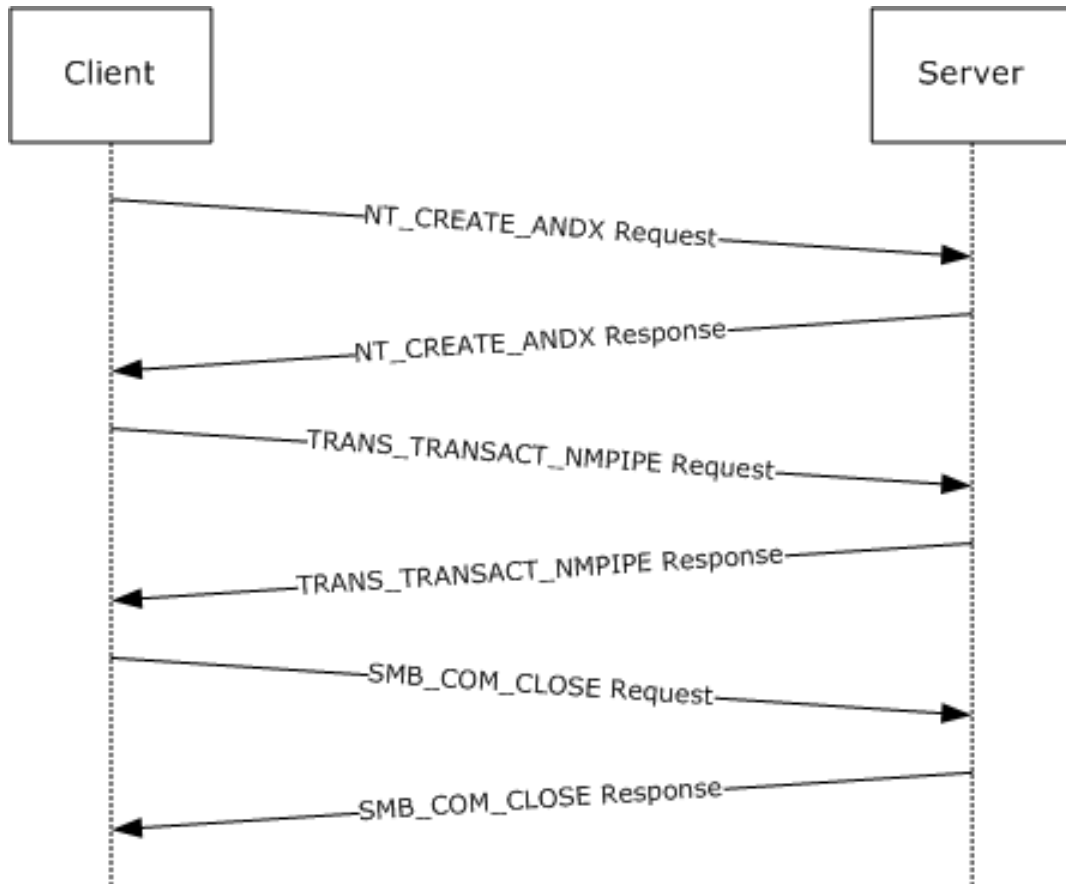 Client
Server
NT_CREATE_ANDX Request
NT_CREATE_ANDX Response
TRANS_TRANSACT_NMPIPE Request
TRANS_TRANSACT_NMPIPE Response
SMB_COM_CLOSE Request
SMB_COM_CLOSE Response